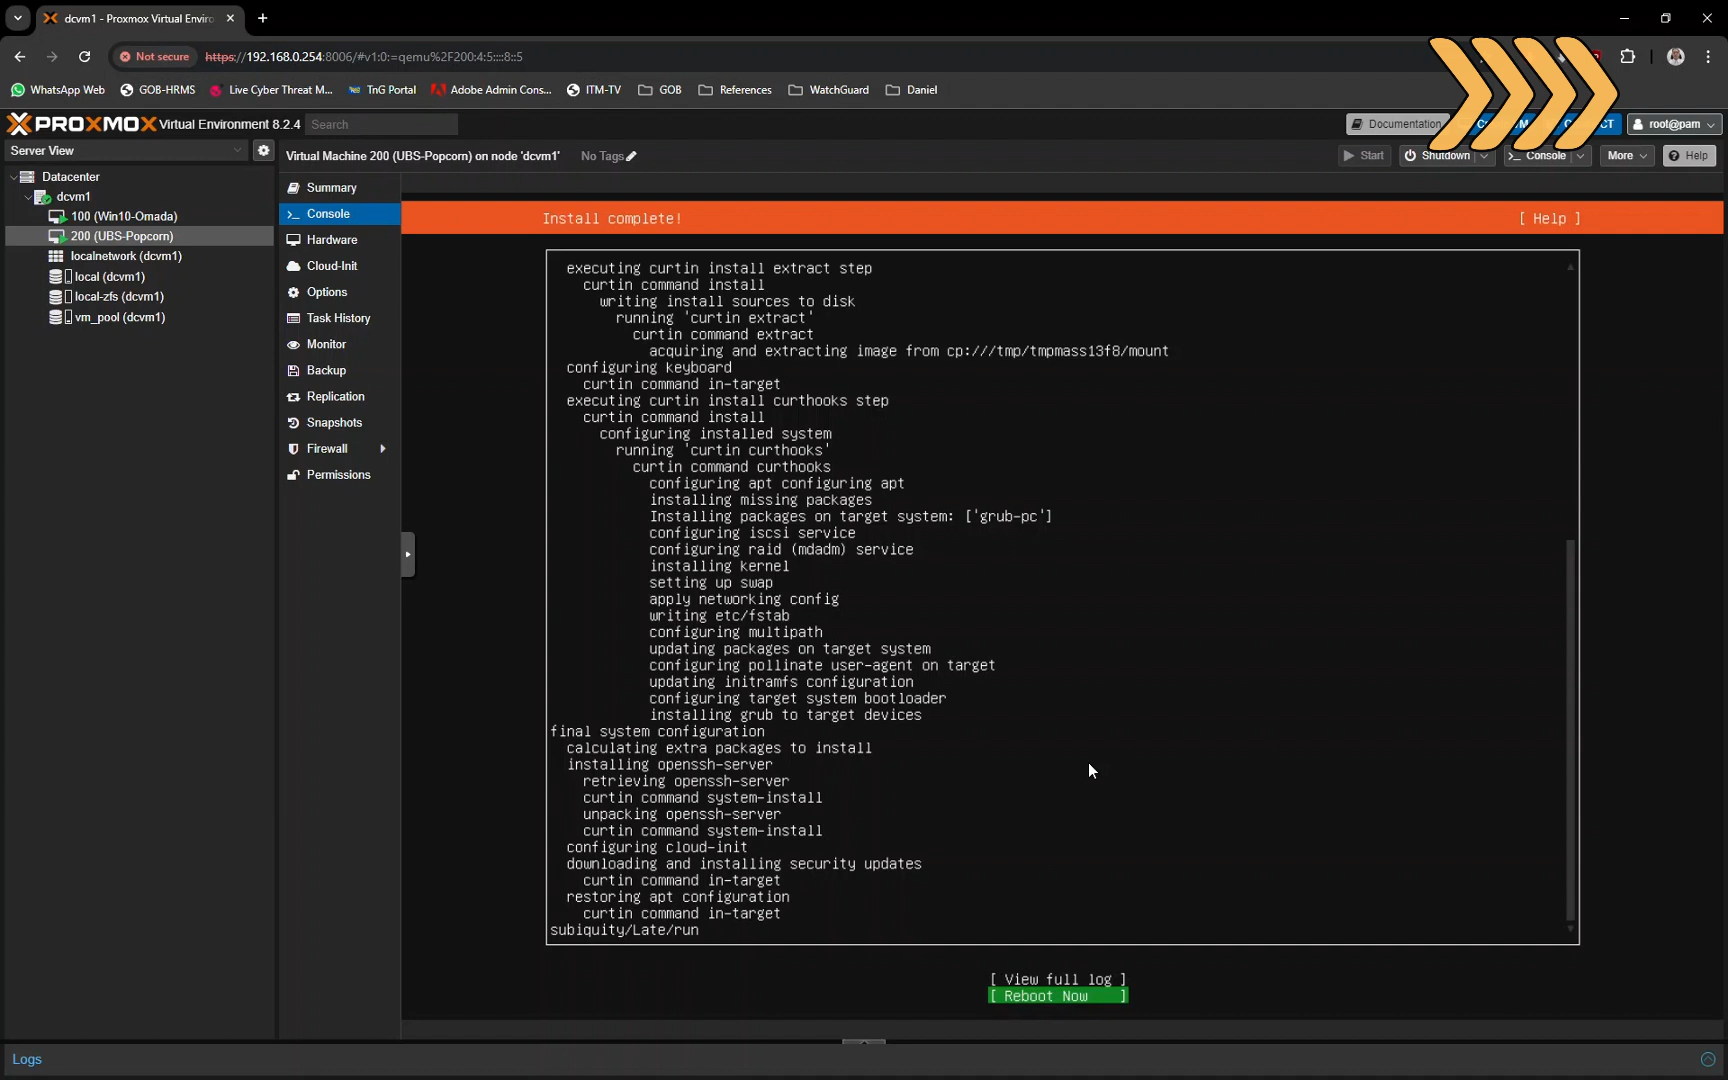 dcvm1 - Proxmox Virtual Enviro
Not secure
https://192.168.0.254:8006/#v1:0:=qemu%2F200:4:5::::8::5
WhatsApp Web
GOB-HRMS
Live Cyber Threat M...
TnG Portal
Adobe Admin Cons...
ITM-TV
GOB
References
WatchGuard
Daniel
PROXMOX Virtual Environment 8.2.4
Search
Documentation
root@pam
Server View
Virtual Machine 200 (UBS-Popcorn) on node 'dcvm1'
No Tags
Start
Shutdown
Console
More
Help
Datacenter
dcvm1
100 (Win10-Omada)
200 (UBS-Popcorn)
localnetwork (dcvm1)
local (dcvm1)
local-zfs (dcvm1)
vm_pool (dcvm1)
Summary
Console
Hardware
Cloud-Init
Options
Task History
Monitor
Backup
Replication
Snapshots
Firewall
Permissions
Install complete!
[ Help ]
executing curtin install extract step
curtin command install
writing install sources to disk
running 'curtin extract'
curtin command extract
acquiring and extracting image from cp:///tmp/tmpmass13f8/mount
configuring keyboard
curtin command in-target
executing curtin install curthooks step
curtin command install
configuring installed system
running 'curtin curthooks'
curtin command curthooks
configuring apt configuring apt
installing missing packages
Installing packages on target system: ['grub-pc']
configuring iscsi service
configuring raid (mdadm) service
installing kernel
setting up swap
apply networking config
writing etc/fstab
configuring multipath
updating packages on target system
configuring pollinate user-agent on target
updating initramfs configuration
configuring target system bootloader
installing grub to target devices
final system configuration
calculating extra packages to install
installing openssh-server
retrieving openssh-server
curtin command system-install
unpacking openssh-server
curtin command system-install
configuring cloud-init
downloading and installing security updates
curtin command in-target
restoring apt configuration
curtin command in-target
subiquity/Late/run
[ View full log ]
[ Reboot Now ]
Logs